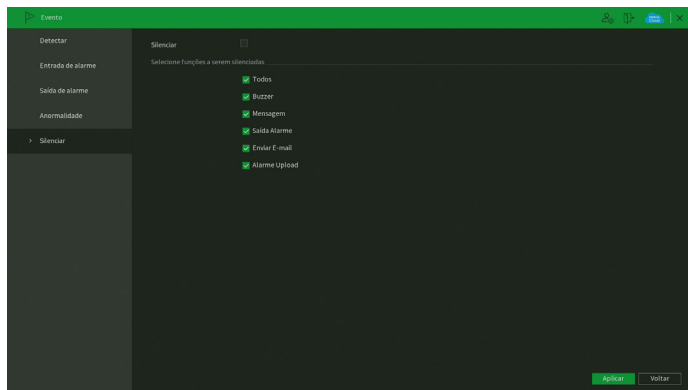 Evento
Detectar
Entrada de alarme
Saída de alarme
Anormalidade
Silenciar
Silenciar
Selecione funções a serem silenciadas
Todos
Buzzer
Mensagem
Saída Alarme
Enviar E-mail
Alarme Upload
Aplicar
Voltar